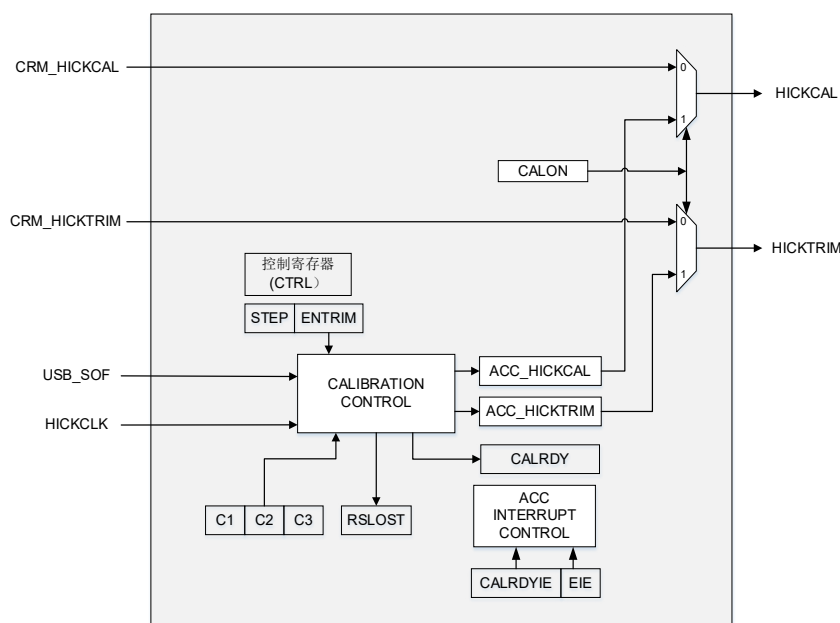 CRM_HICKCAL
0
HICKCAL
1
CALON
CRM_HICKTRIM
0
HICKTRIM
1
控制寄存器
(CTRL）
STEP ENTRIM
USB_SOF
CALIBRATION
CONTROL
ACC_HICKCAL
HICKCLK
ACC_HICKTRIM
CALRDY
C1 C2 C3
RSLOST
ACC
INTERRUPT
CONTROL
CALRDYIE EIE